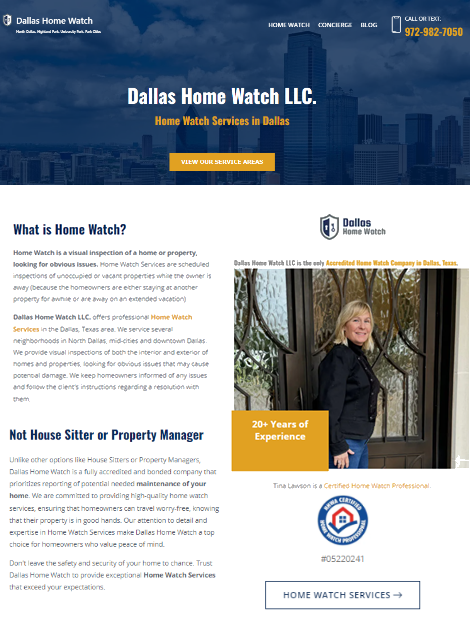 Dallas Home Watch
North Dallas, Highland Park, University Park, Park Cities
HOME WATCH CONCIERGE BLOG
CALL OR TEXT.
972-982-7050
Dallas Home Watch LLC.
Home Watch Services in Dallas
VIEW OUR SERVICE AREAS
What is Home Watch?
Home Watch is a visual inspection of a home or property,
looking for obvious issues. Home Watch Services are scheduled
inspections of unoccupied or vacant properties while the owner is
away (because the homeowners are either staying at another
property for awhile or are away on an extended vacation)
Dallas Home Watch LLC. offers professional Home Watch
Services in the Dallas, Texas area. We service several
neighborhoods in North Dallas, mid-cities and downtown Dallas.
We provide visual inspections of both the interior and exterior of
homes and properties, looking for obvious issues that may cause
potential damage. We keep homeowners informed of any issues
and follow the client's instructions regarding a resolution with
them.
Not House Sitter or Property Manager
Unlike other options like House Sitters or Property Managers,
Dallas Home Watch is a fully accredited and bonded company that
prioritizes reporting of potential needed maintenance of your
home. We are committed to providing high-quality home watch
services, ensuring that homeowners can travel worry-free, knowing
that their property is in good hands. Our attention to detail and
expertise in Home Watch Services make Dallas Home Watch a top
choice for homeowners who value peace of mind.
Don't leave the safety and security of your home to chance. Trust
Dallas Home Watch to provide exceptional Home Watch Services
that exceed your expectations.
Dallas
Home Watch
Dallas Home Watch LLC is the only Accredited Home Watch Company in Dallas, Texas.
20+ Years of
Experience
Tina Lawson is a Certified Home Watch Professional.
NHWA CERTIFIED
HOME WATCH PROFESSIONAL
#05220241
HOME WATCH SERVICES →